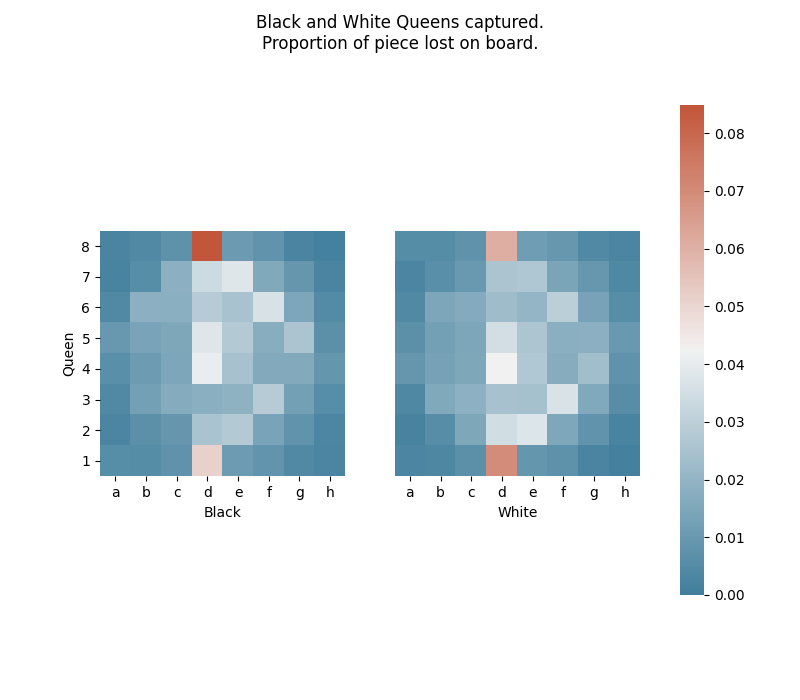 Black and White Queens captured.
Proportion of piece lost on board.
Queen
8
7
6
5
4
3
2
1
a b c d e f g h
Black
a b c d e f g h
White
0.08
0.07
0.06
0.05
0.04
0.03
0.02
0.01
0.00